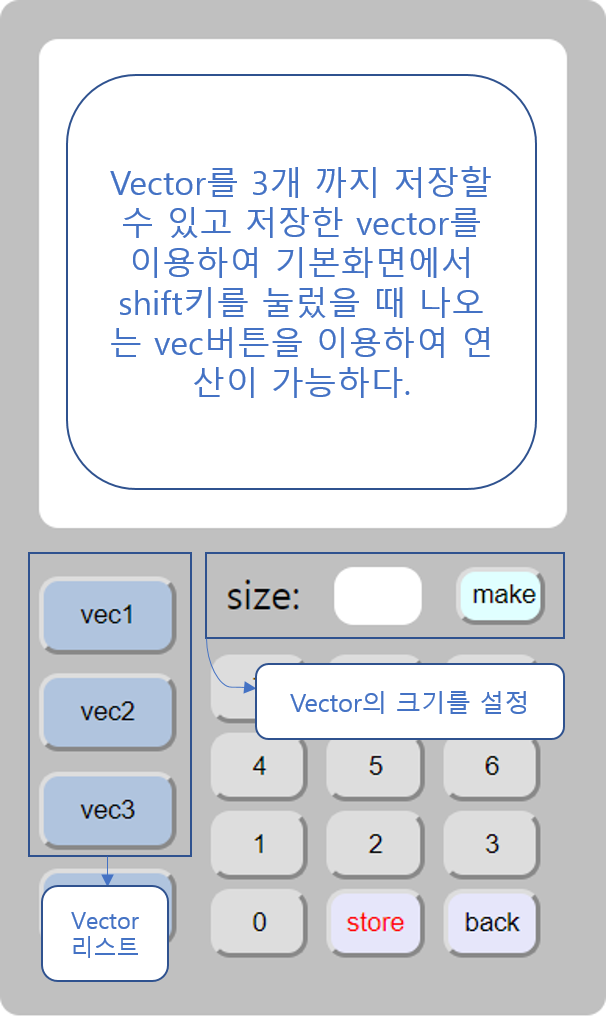 Vector를 3개 까지 저장할
수 있고 저장한 vector를
이용하여 기본화면에서
shift키를 눌렀을 때 나오
는 vec버튼을 이용하여 연
산이 가능하다.
vec1
size:
make
vec2
Vector의 크기를 설정
4
5
6
vec3
1
2
3
Vector
리스트
0
store
back